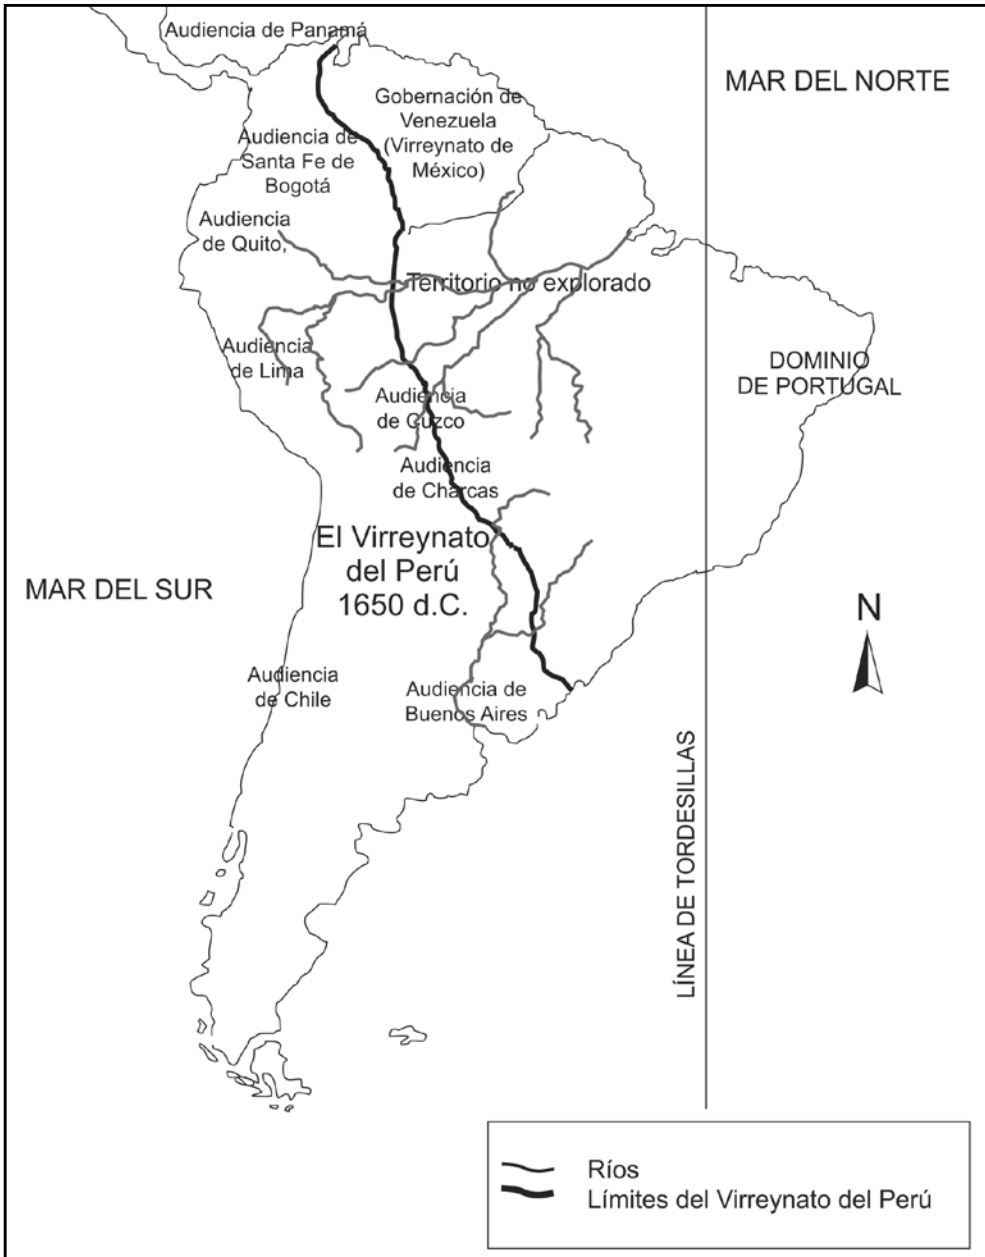 Audiencia de Panamá
MAR DEL NORTE
Gobernación de
Venezuela
(Virreynato de
México)
Audiencia de
Santa Fe de
Bogotá
Audiencia
de Quito,
Territorio no explorado
Audiencia
de Lima
DOMINIO
DE PORTUGAL
Audiencia
de Cuzco
Audiencia
de Charcas
El Virreynato
del Perú
1650 d.C.
MAR DEL SUR
N
Audiencia
de Chile
Audiencia de
Buenos Aires
LÍNEA DE TORDESILLAS
Ríos
Límites del Virreynato del Perú